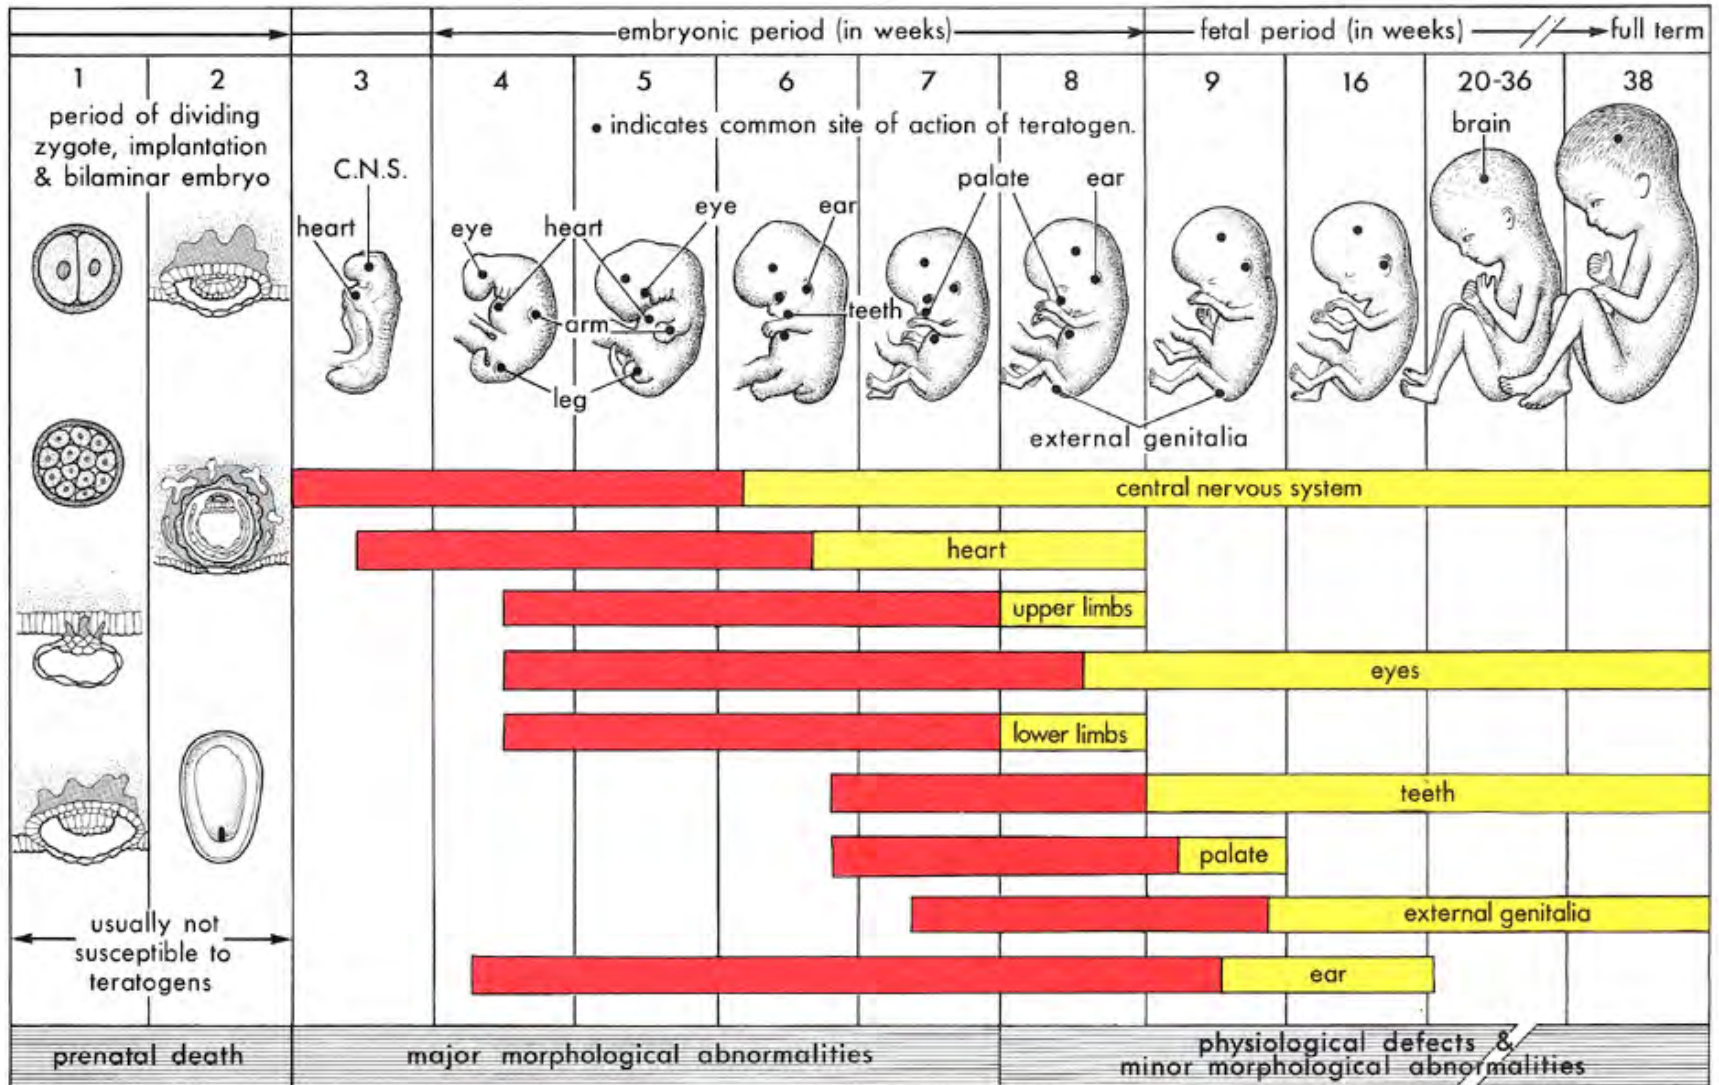 embryonic period (in weeks)
fetal period (in weeks)
full term
1
2
3
4
5
6
7
8
9
16
20-36
38
period of dividing
zygote, implantation
& bilaminar embryo
• indicates common site of action of teratogen.
brain
C.N.S.
palate
ear
heart
eye
heart
eye
ear
arm
teeth
leg
external genitalia
central nervous system
heart
upper limbs
eyes
lower limbs
teeth
palate
external genitalia
ear
usually not
susceptible to
teratogens
prenatal death
major morphological abnormalities
physiological defects &
minor morphological abnormalities